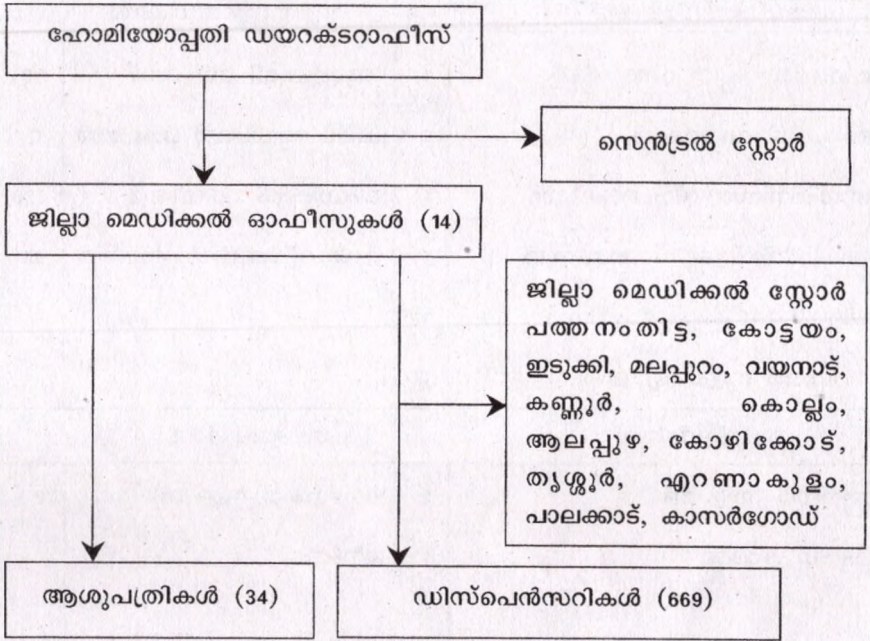 ഹോമിയോപ്പതി ഡയറക്ടറാഫീസ്
സെൻട്രൽ സ്റ്റോർ
ജില്ലാ മെഡിക്കൽ ഓഫീസുകൾ (14)
ജില്ലാ മെഡിക്കൽ സ്റ്റോർ
പത്തനംതിട്ട, കോട്ടയം,
ഇടുക്കി, മലപ്പുറം, വയനാട്,
കണ്ണൂർ, കൊല്ലം,
ആലപ്പുഴ, കോഴിക്കോട്,
തൃശ്ശൂർ, എറണാകുളം,
പാലക്കാട്, കാസർഗോഡ്
ആശുപത്രികൾ (34)
ഡിസ്പെൻസറികൾ (669)